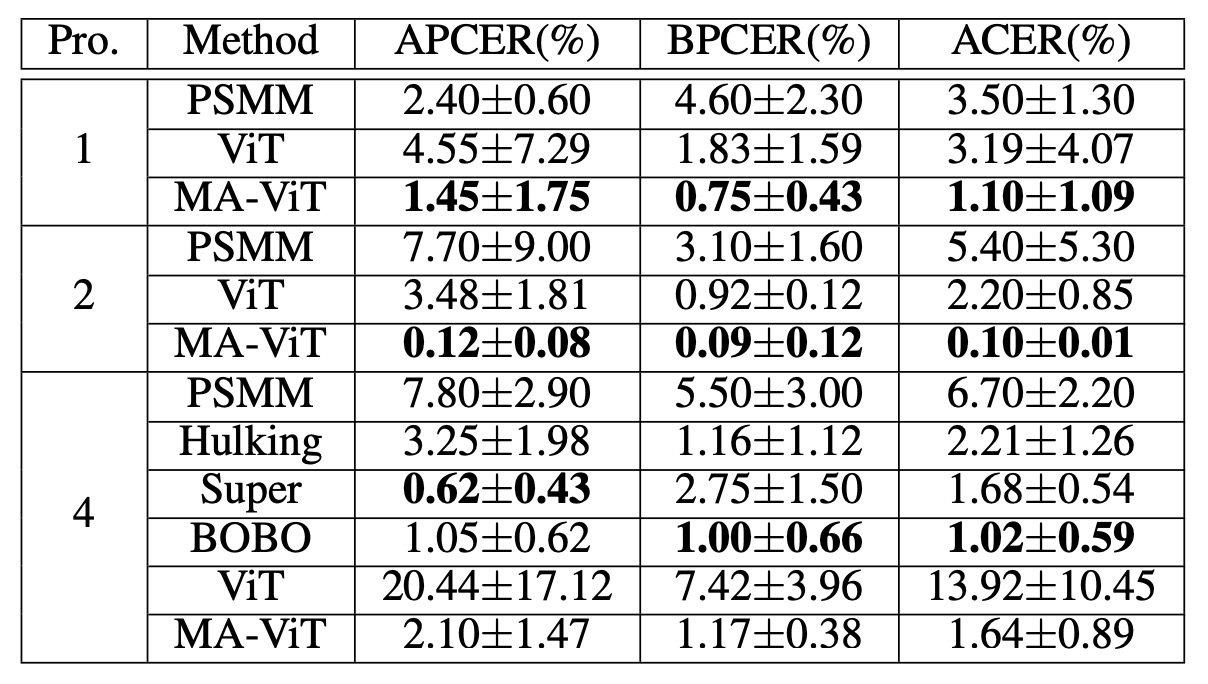 Pro. Method APCER(%) BPCER(%) ACER(%)
1 PSMM 2.40±0.60 4.60±2.30 3.50±1.30
ViT 4.55±7.29 1.83±1.59 3.19±4.07
MA-ViT 1.45±1.75 0.75±0.43 1.10±1.09
2 PSMM 7.70±9.00 3.10±1.60 5.40±5.30
ViT 3.48±1.81 0.92±0.12 2.20±0.85
MA-ViT 0.12±0.08 0.09±0.12 0.10±0.01
4 PSMM 7.80±2.90 5.50±3.00 6.70±2.20
Hulking 3.25±1.98 1.16±1.12 2.21±1.26
Super 0.62±0.43 2.75±1.50 1.68±0.54
BOBO 1.05±0.62 1.00±0.66 1.02±0.59
ViT 20.44±17.12 7.42±3.96 13.92±10.45
MA-ViT 2.10±1.47 1.17±0.38 1.64±0.89